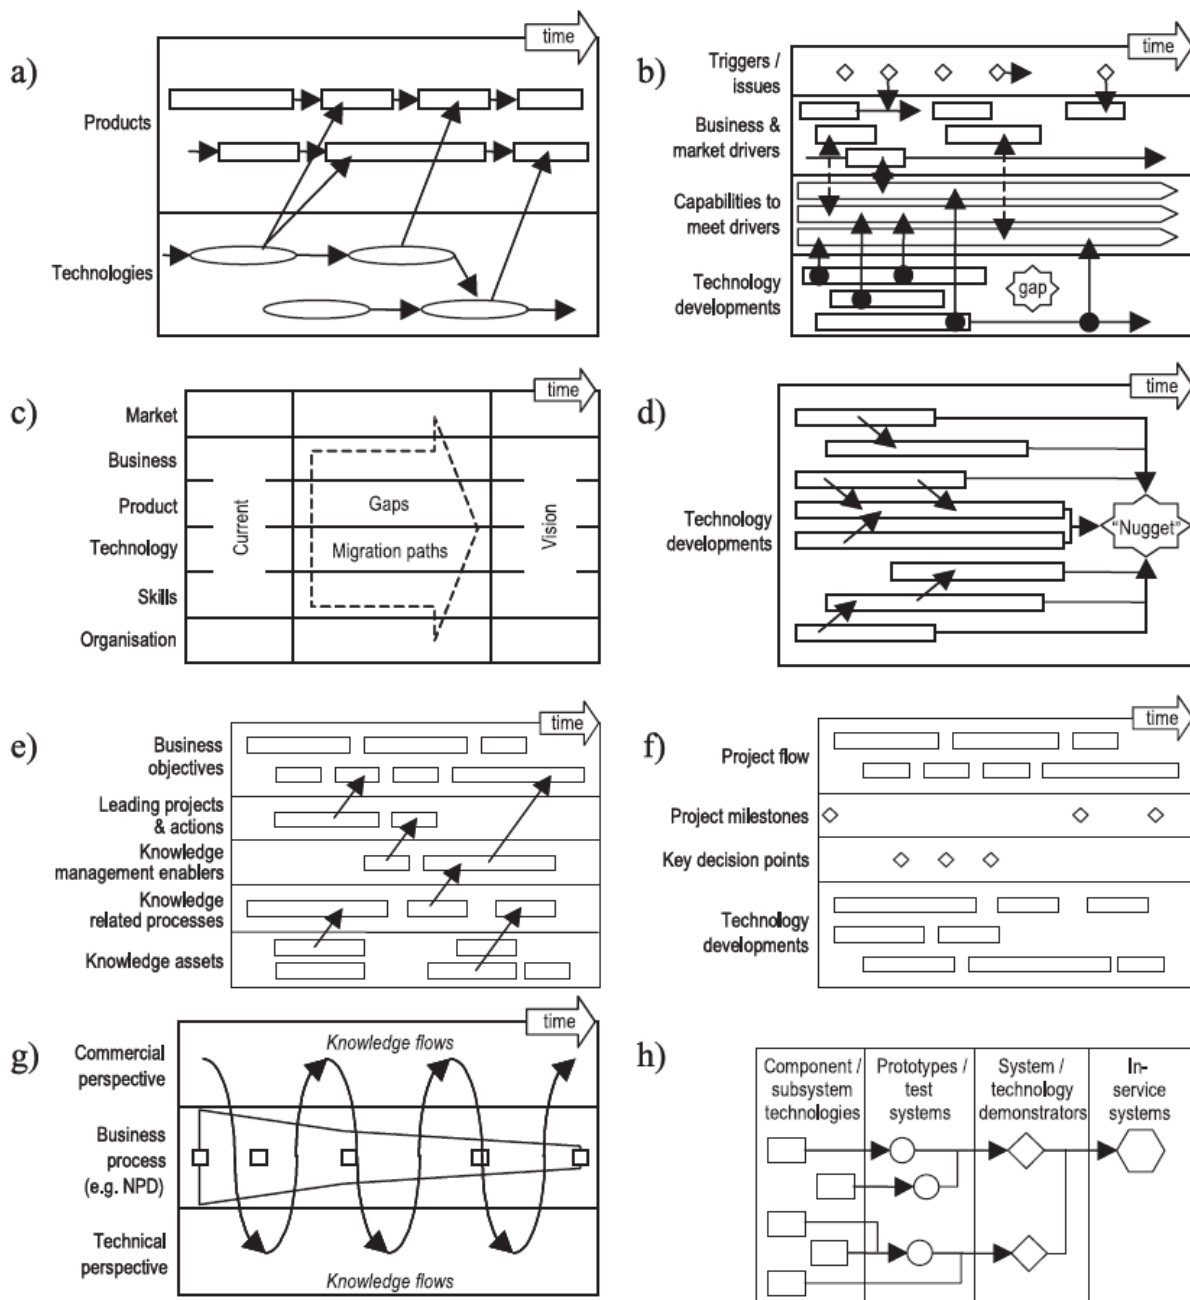 a)
time
Products
Technologies
b)
time
Triggers /
issues
Business &
market drivers
Capabilities to
meet drivers
Technology
developments
gap
c)
time
Market
Business
Product
Technology
Skills
Organisation
Current
Gaps
Migration paths
Vision
d)
time
Technology
developments
"Nugget"
e)
time
Business
objectives
Leading projects
& actions
Knowledge
management enablers
Knowledge
related processes
Knowledge assets
f)
time
Project flow
Project milestones
Key decision points
Technology
developments
g)
time
Commercial
perspective
Knowledge flows
Business
process
(e.g. NPD)
Technical
perspective
Knowledge flows
h)
Component /
subsystem
technologies
Prototypes /
test
systems
System /
technology
demonstrators
In-
service
systems